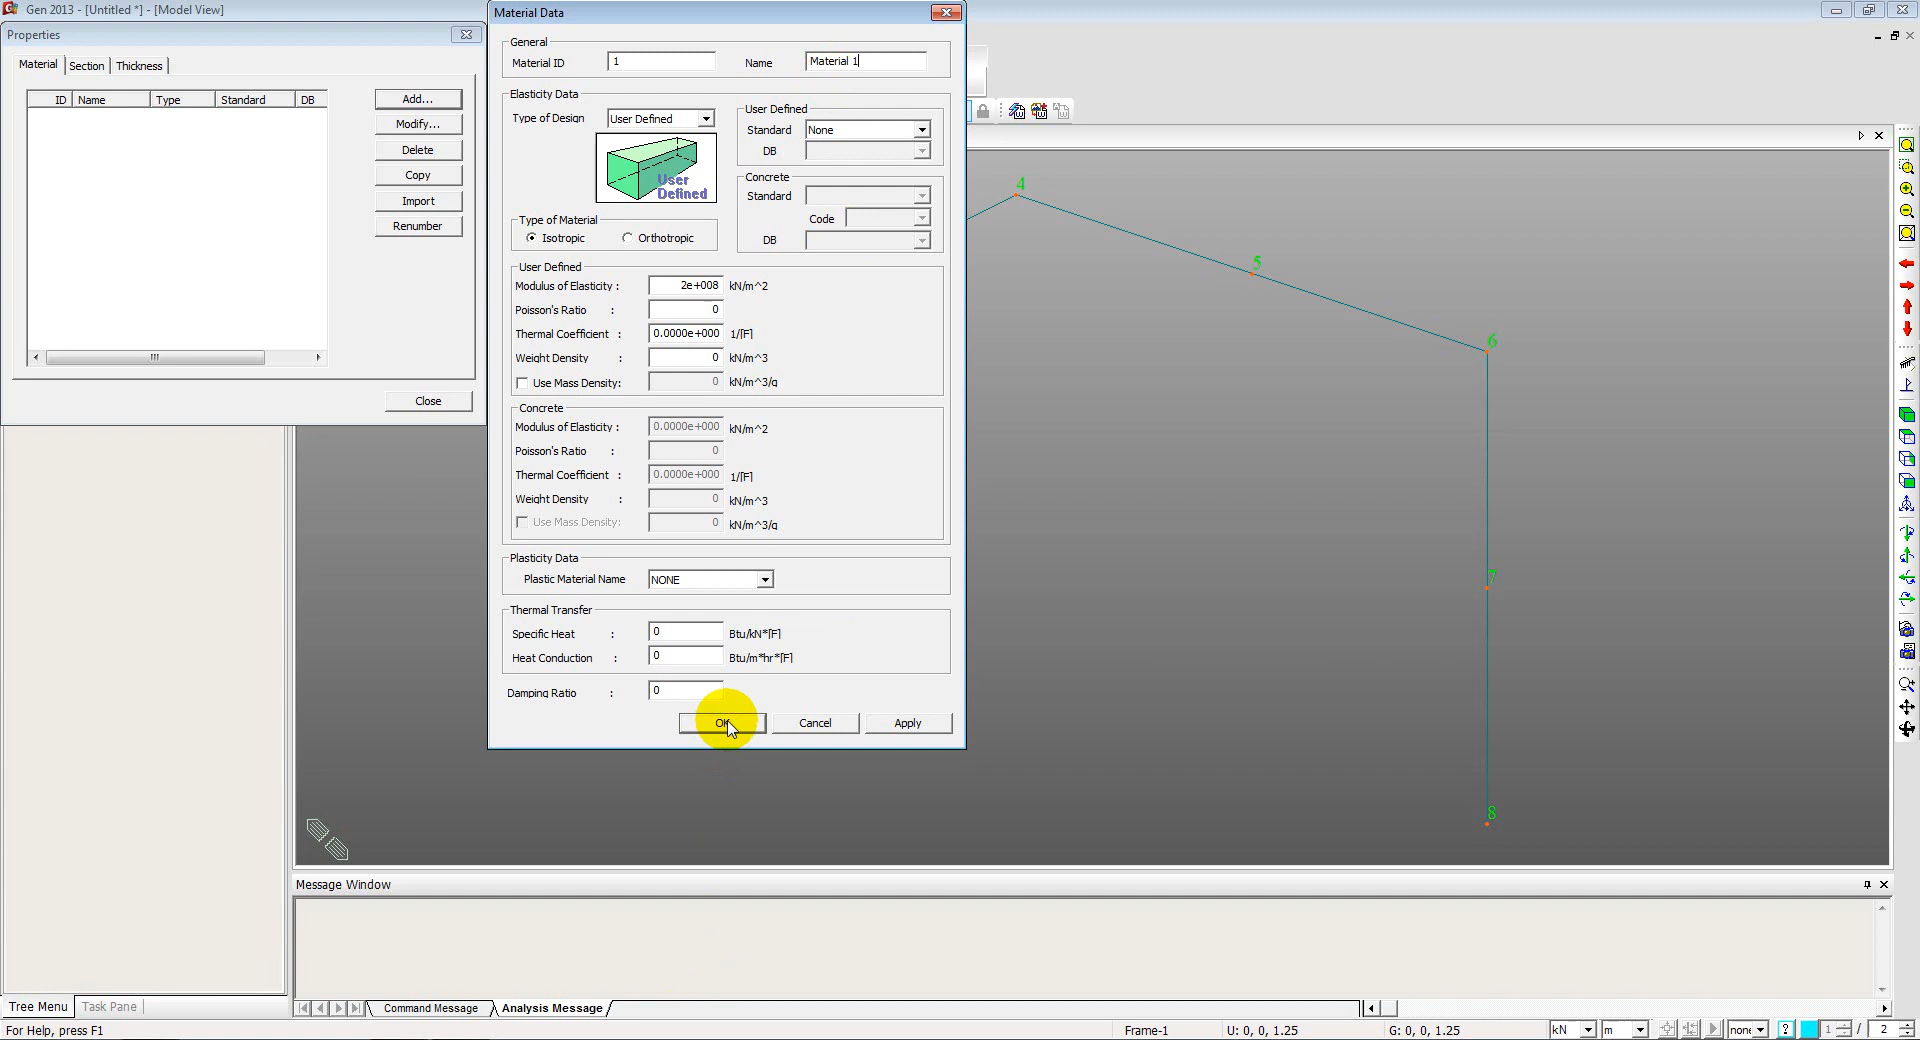 Gen 2013 - [Untitled *] - [Model View]
Properties
Material
Section
Thickness
ID
Name
Type
Standard
DB
Add...
Modify...
Delete
Copy
Import
Renumber
Close
Material Data
General
Material ID
1
Name
Material 1
Elasticity Data
Type of Design
User Defined
User
Defined
User Defined
Standard
None
DB
Concrete
Standard
Code
DB
Type of Material
Isotropic
Orthotropic
User Defined
Modulus of Elasticity :
2e+008
kN/m^2
Poisson's Ratio :
0
Thermal Coefficient :
0.0000e+000
1/[F]
Weight Density :
0
kN/m^3
Use Mass Density:
0
kN/m^3/g
Concrete
Modulus of Elasticity :
0.0000e+000
kN/m^2
Poisson's Ratio :
0
Thermal Coefficient :
0.0000e+000
1/[F]
Weight Density :
0
kN/m^3
Use Mass Density:
0
kN/m^3/g
Plasticity Data
Plastic Material Name
NONE
Thermal Transfer
Specific Heat :
0
Btu/kN*[F]
Heat Conduction :
0
Btu/m*hr*[F]
Damping Ratio :
0
OK
Cancel
Apply
4
5
6
7
8
Message Window
Tree Menu
Task Pane
Command Message
Analysis Message
For Help, press F1
Frame-1
U: 0, 0, 1.25
G: 0, 0, 1.25
kN
m
none
?
1
/
2